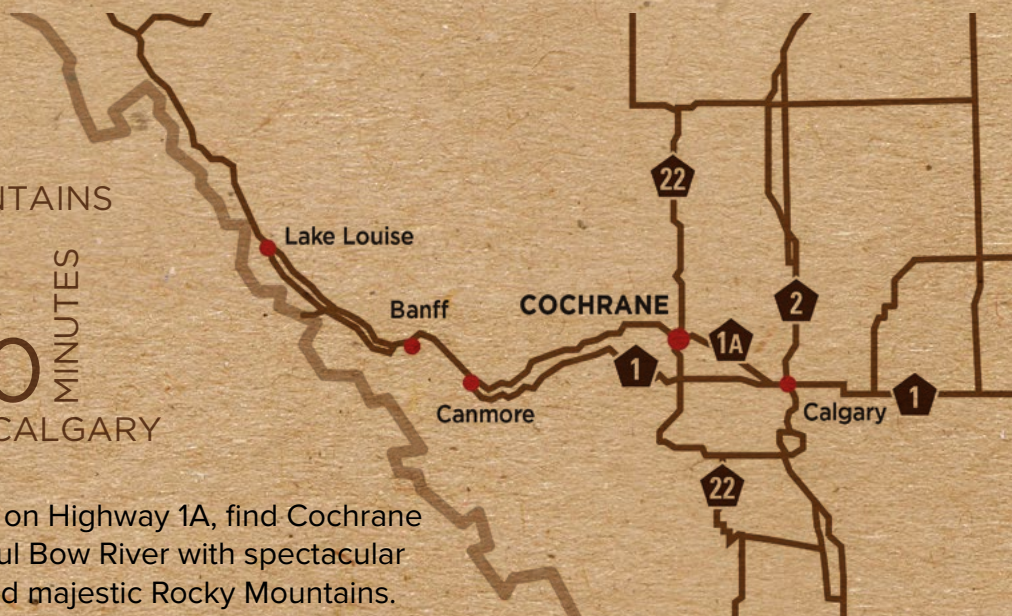 NTAINS
MINUTES
CALGARY
on Highway 1A, find Cochrane
ul Bow River with spectacular
d majestic Rocky Mountains.
Lake Louise
Banff
Canmore
COCHRANE
Calgary
22
2
1A
1
1
22